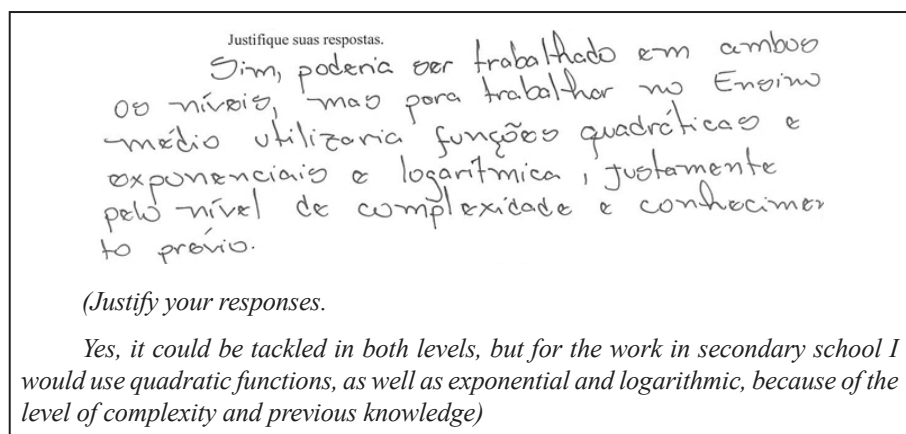 Justifique suas respostas.
Sim, poderia ser trabalhado em ambos
os níveis, mas para trabalhar no Ensino
médio utilizaria funções quadráticas e
exponenciais e logarítmica, justamente
pelo nível de complexidade e conhecimen
to prévio.
(Justify your responses.
Yes, it could be tackled in both levels, but for the work in secondary school I
would use quadratic functions, as well as exponential and logarithmic, because of the
level of complexity and previous knowledge)